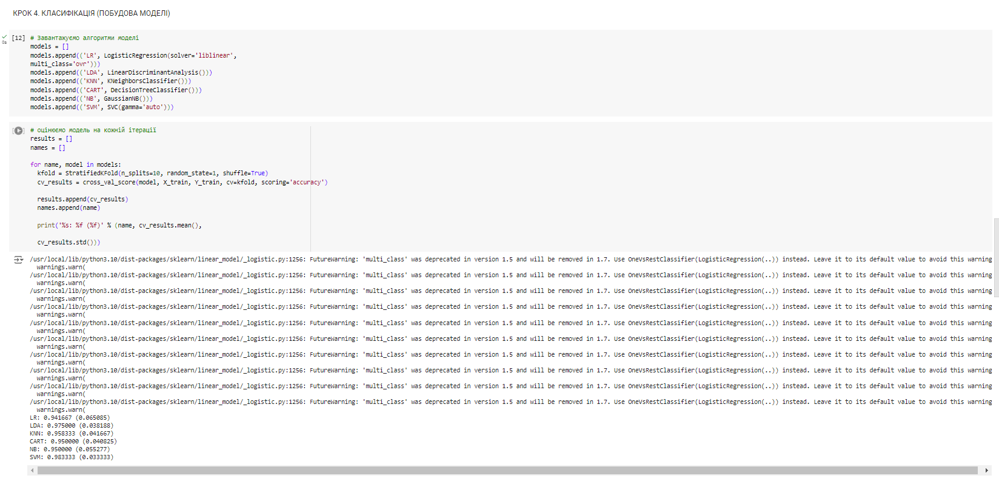 КРОК 4. КЛАСИФІКАЦІЯ (ПОБУДОВА МОДЕЛІ)
[12] # Завантажуємо алгоритми моделі
0s models = []
models.append(('LR', LogisticRegression(solver='liblinear',
multi_class='ovr')))
models.append(('LDA', LinearDiscriminantAnalysis()))
models.append(('KNN', KNeighborsClassifier()))
models.append(('CART', DecisionTreeClassifier()))
models.append(('NB', GaussianNB()))
models.append(('SVM', SVC(gamma='auto')))
# оцінюємо модель на кожній ітерації
results = []
names = []
for name, model in models:
kfold = StratifiedKFold(n_splits=10, random_state=1, shuffle=True)
cv_results = cross_val_score(model, X_train, Y_train, cv=kfold, scoring='accuracy')
results.append(cv_results)
names.append(name)
print('%s: %f (%f)' % (name, cv_results.mean(),
cv_results.std()))
/usr/local/lib/python3.10/dist-packages/sklearn/linear_model/_logistic.py:1256: FutureWarning: 'multi_class' was deprecated in version 1.5 and will be removed in 1.7. Use OneVsRestClassifier(LogisticRegression(..)) instead. Leave it to its default value to avoid this warning
warnings.warn(
/usr/local/lib/python3.10/dist-packages/sklearn/linear_model/_logistic.py:1256: FutureWarning: 'multi_class' was deprecated in version 1.5 and will be removed in 1.7. Use OneVsRestClassifier(LogisticRegression(..)) instead. Leave it to its default value to avoid this warning
warnings.warn(
/usr/local/lib/python3.10/dist-packages/sklearn/linear_model/_logistic.py:1256: FutureWarning: 'multi_class' was deprecated in version 1.5 and will be removed in 1.7. Use OneVsRestClassifier(LogisticRegression(..)) instead. Leave it to its default value to avoid this warning
warnings.warn(
/usr/local/lib/python3.10/dist-packages/sklearn/linear_model/_logistic.py:1256: FutureWarning: 'multi_class' was deprecated in version 1.5 and will be removed in 1.7. Use OneVsRestClassifier(LogisticRegression(..)) instead. Leave it to its default value to avoid this warning
warnings.warn(
/usr/local/lib/python3.10/dist-packages/sklearn/linear_model/_logistic.py:1256: FutureWarning: 'multi_class' was deprecated in version 1.5 and will be removed in 1.7. Use OneVsRestClassifier(LogisticRegression(..)) instead. Leave it to its default value to avoid this warning
warnings.warn(
/usr/local/lib/python3.10/dist-packages/sklearn/linear_model/_logistic.py:1256: FutureWarning: 'multi_class' was deprecated in version 1.5 and will be removed in 1.7. Use OneVsRestClassifier(LogisticRegression(..)) instead. Leave it to its default value to avoid this warning
warnings.warn(
/usr/local/lib/python3.10/dist-packages/sklearn/linear_model/_logistic.py:1256: FutureWarning: 'multi_class' was deprecated in version 1.5 and will be removed in 1.7. Use OneVsRestClassifier(LogisticRegression(..)) instead. Leave it to its default value to avoid this warning
warnings.warn(
/usr/local/lib/python3.10/dist-packages/sklearn/linear_model/_logistic.py:1256: FutureWarning: 'multi_class' was deprecated in version 1.5 and will be removed in 1.7. Use OneVsRestClassifier(LogisticRegression(..)) instead. Leave it to its default value to avoid this warning
warnings.warn(
/usr/local/lib/python3.10/dist-packages/sklearn/linear_model/_logistic.py:1256: FutureWarning: 'multi_class' was deprecated in version 1.5 and will be removed in 1.7. Use OneVsRestClassifier(LogisticRegression(..)) instead. Leave it to its default value to avoid this warning
warnings.warn(
/usr/local/lib/python3.10/dist-packages/sklearn/linear_model/_logistic.py:1256: FutureWarning: 'multi_class' was deprecated in version 1.5 and will be removed in 1.7. Use OneVsRestClassifier(LogisticRegression(..)) instead. Leave it to its default value to avoid this warning
warnings.warn(
LR: 0.941667 (0.065085)
LDA: 0.975000 (0.038188)
KNN: 0.958333 (0.041667)
CART: 0.950000 (0.040825)
NB: 0.950000 (0.055277)
SVM: 0.983333 (0.033333)